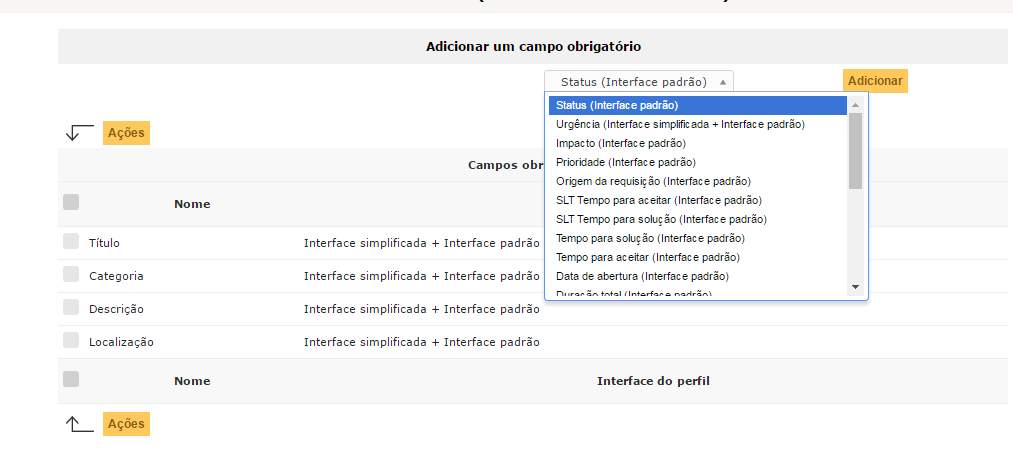 Adicionar um campo obrigatório
Status (Interface padrão)
Adicionar
Status (Interface padrão)
Urgência (Interface simplificada + Interface padrão)
Impacto (Interface padrão)
Prioridade (Interface padrão)
Origem da requisição (Interface padrão)
SLT Tempo para aceitar (Interface padrão)
SLT Tempo para solução (Interface padrão)
Tempo para solução (Interface padrão)
Tempo para aceitar (Interface padrão)
Data de abertura (Interface padrão)
Duração total (Interface padrão)
Ações
Campos obr
Nome
Título Interface simplificada + Interface padrão
Categoria Interface simplificada + Interface padrão
Descrição Interface simplificada + Interface padrão
Localização Interface simplificada + Interface padrão
Nome Interface do perfil
Ações